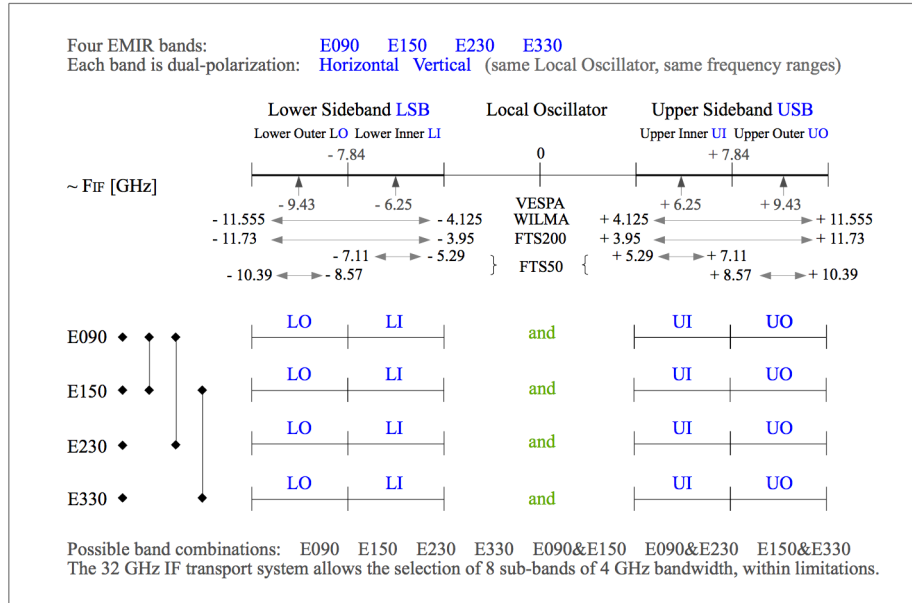 Four EMIR bands: E090 E150 E230 E330
Each band is dual-polarization: Horizontal Vertical (same Local Oscillator, same frequency ranges)
Lower Sideband LSB Local Oscillator Upper Sideband USB
Lower Outer LO Lower Inner LI Upper Inner UI Upper Outer UO
- 7.84 0 + 7.84
~ FIF [GHz]
- 9.43 - 6.25 VESPA + 6.25 + 9.43
- 11.555 - 4.125 WILMA + 4.125 + 11.555
- 11.73 - 3.95 FTS200 + 3.95 + 11.73
- 7.11 - 5.29 + 5.29 + 7.11
} FTS50 {
- 10.39 - 8.57 + 8.57 + 10.39
LO LI and UI UO
E090
LO LI and UI UO
E150
LO LI and UI UO
E230
LO LI and UI UO
E330
Possible band combinations: E090 E150 E230 E330 E090&E150 E090&E230 E150&E330
The 32 GHz IF transport system allows the selection of 8 sub-bands of 4 GHz bandwidth, within limitations.